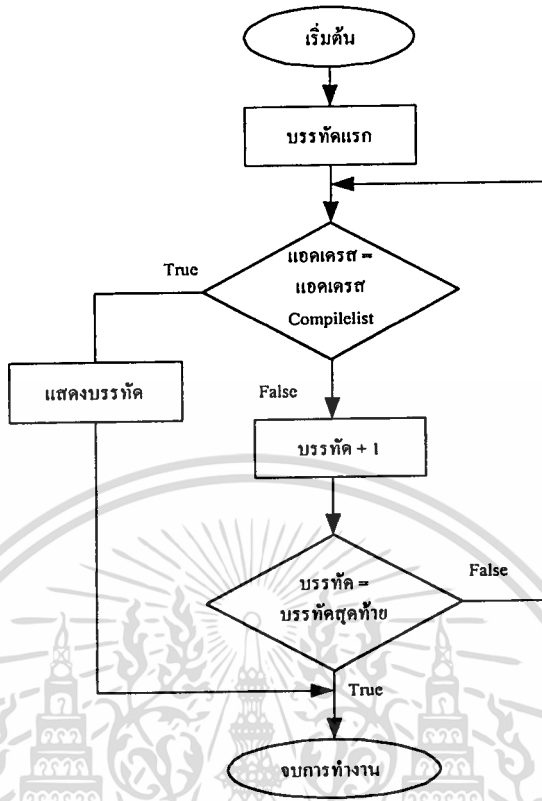 เริ่มต้น
บรรทัดแรก
True
แอดเดรส =
แอดเดรส
Compilelist
แสดงบรรทัด
False
บรรทัด + 1
บรรทัด =
บรรทัดสุดท้าย
False
True
จบการทำงาน